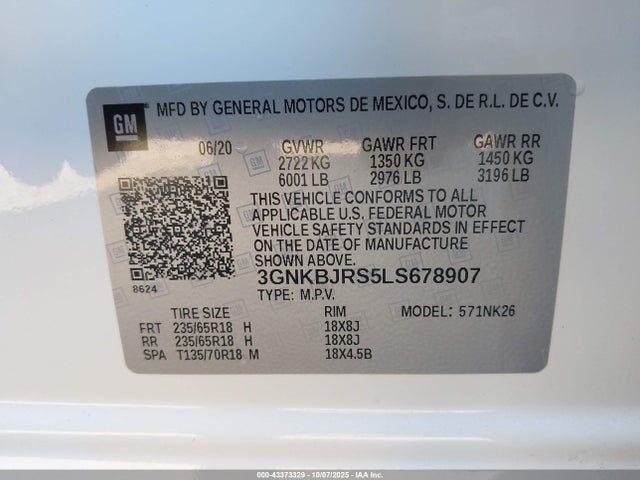 GM
MFD BY GENERAL MOTORS DE MEXICO, S. DE R.L. DE C.V.
06/20 GVWR GAWR FRT GAWR RR
2722 KG 1350 KG 1450 KG
6001 LB 2976 LB 3196 LB
THIS VEHICLE CONFORMS TO ALL
APPLICABLE U.S. FEDERAL MOTOR
VEHICLE SAFETY STANDARDS IN EFFECT
ON THE DATE OF MANUFACTURE
SHOWN ABOVE.
3GNKBJRS5LS678907
8624
TYPE: M.P.V.
TIRE SIZE RIM MODEL: 571NK26
FRT 235/65R18 H 18X8J
RR 235/65R18 H 18X8J
SPA T135/70R18 M 18X4.5B
000-43373329 - 10/07/2025 - IAA Inc.